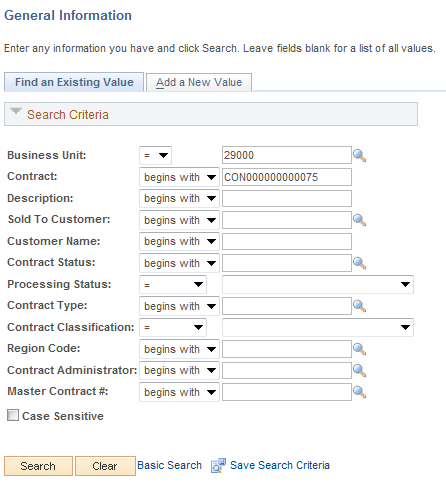 General Information
Enter any information you have and click Search. Leave fields blank for a list of all values.
Find an Existing Value Add a New Value
Search Criteria
Business Unit: = 29000
Contract: begins with CON000000000075
Description: begins with
Sold To Customer: begins with
Customer Name: begins with
Contract Status: begins with
Processing Status: =
Contract Type: begins with
Contract Classification: =
Region Code: begins with
Contract Administrator: begins with
Master Contract #: begins with
Case Sensitive
Search Clear Basic Search Save Search Criteria